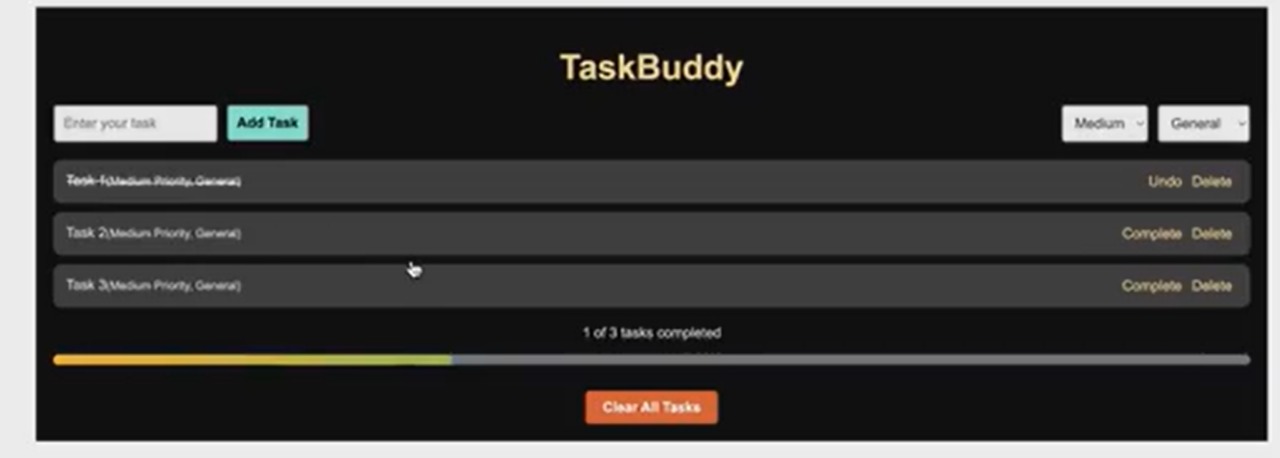 TaskBuddy
Enter your task Add Task Medium General
Task 1(Medium Priority, General) Undo Delete
Task 2(Medium Priority, General) Complete Delete
Task 3(Medium Priority, General) Complete Delete
1 of 3 tasks completed
Clear All Tasks